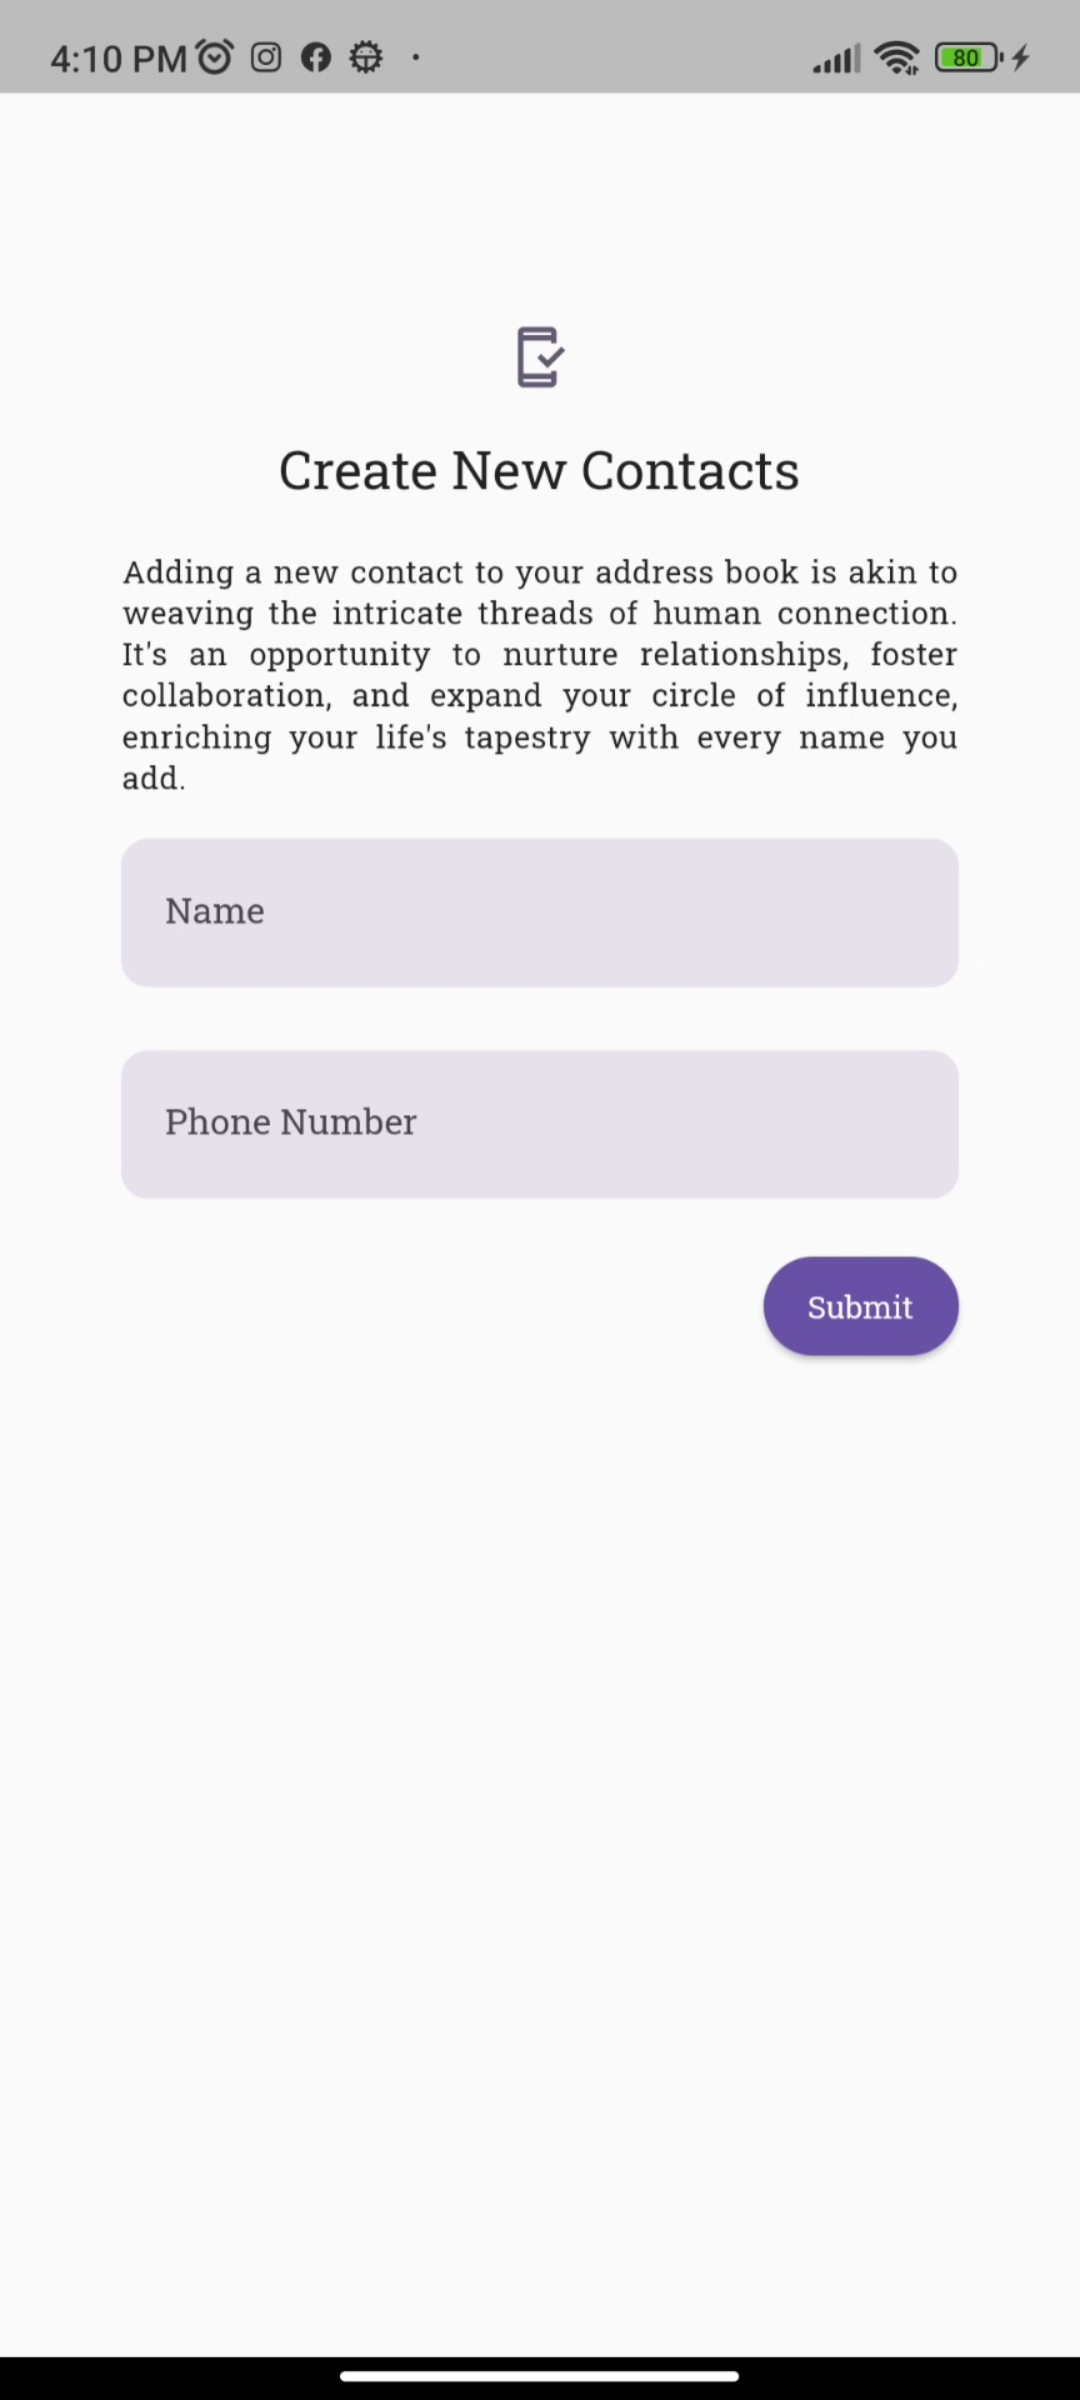 4:10 PM
80
Create New Contacts
Adding a new contact to your address book is akin to
weaving the intricate threads of human connection.
It's an opportunity to nurture relationships, foster
collaboration, and expand your circle of influence,
enriching your life's tapestry with every name you
add.
Name
Phone Number
Submit